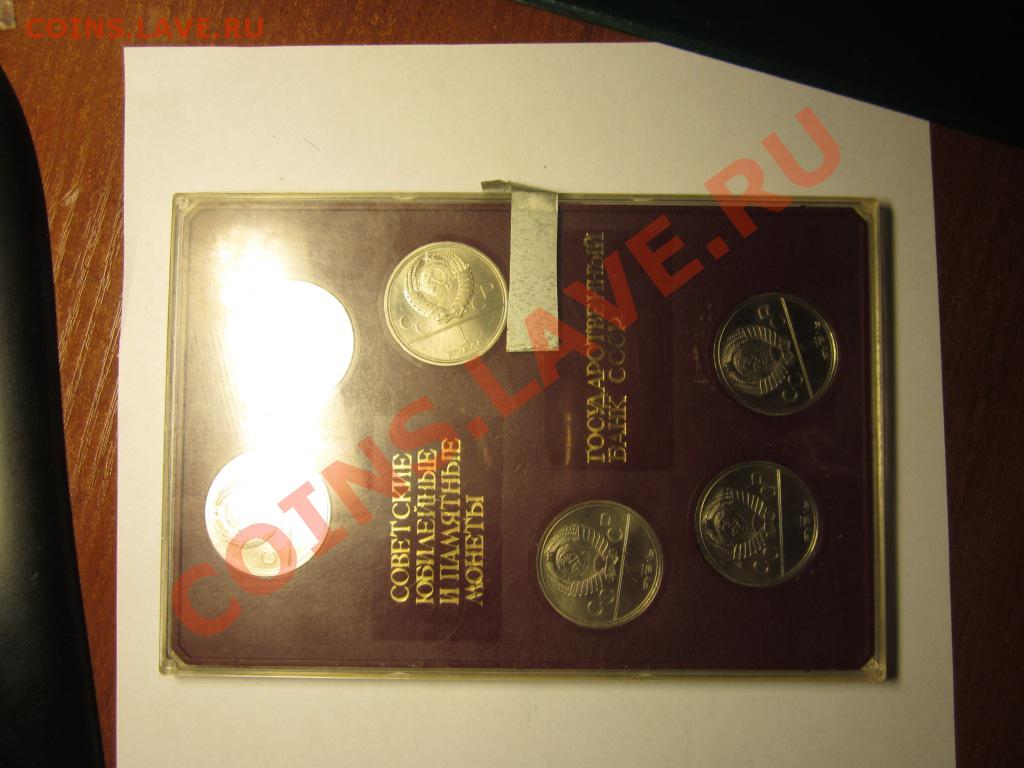 COINS.LAVE.RU
СОВЕТСКИЕ
ЮБИЛЕЙНЫЕ
И ПАМЯТНЫЕ
МОНЕТЫ
ГОСУДАРСТВЕННЫЙ
БАНК СССР
COINS.LAVE.RU